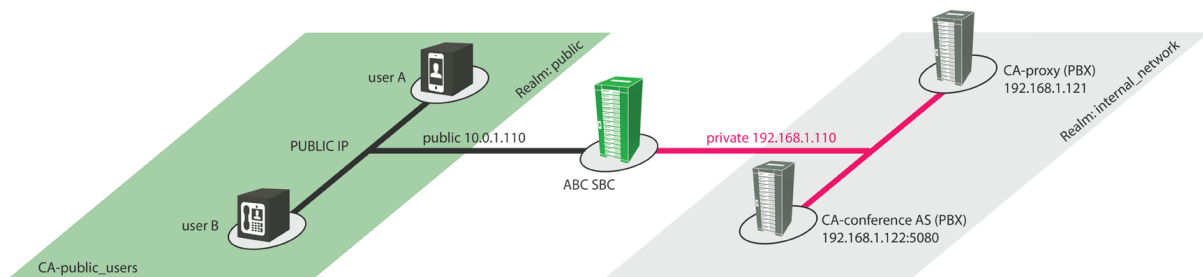 user A
Realm: public
PUBLIC IP
public 10.0.1.110
user B
CA-public_users
ABC SBC
private 192.168.1.110
CA-proxy (PBX)
192.168.1.121
Realm: internal_network
CA-conference AS (PBX)
192.168.1.122:5080